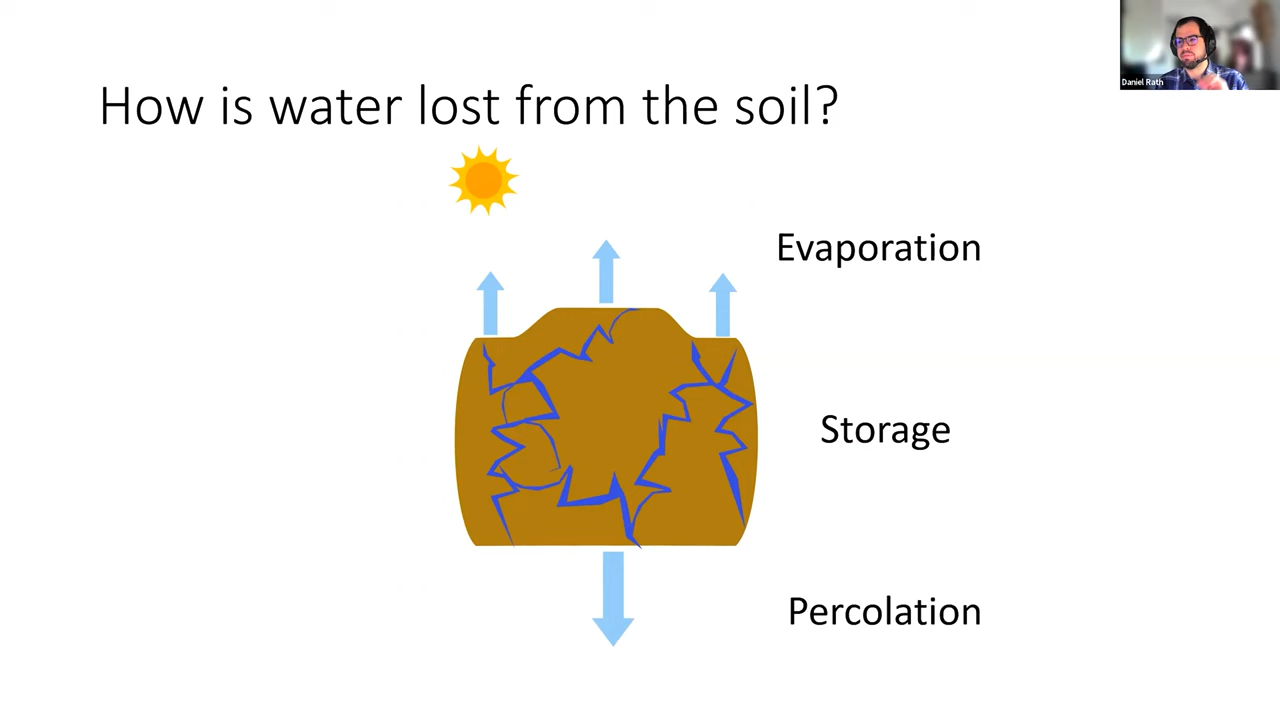 How is water lost from the soil?
Daniel Rath
Evaporation
Storage
Percolation